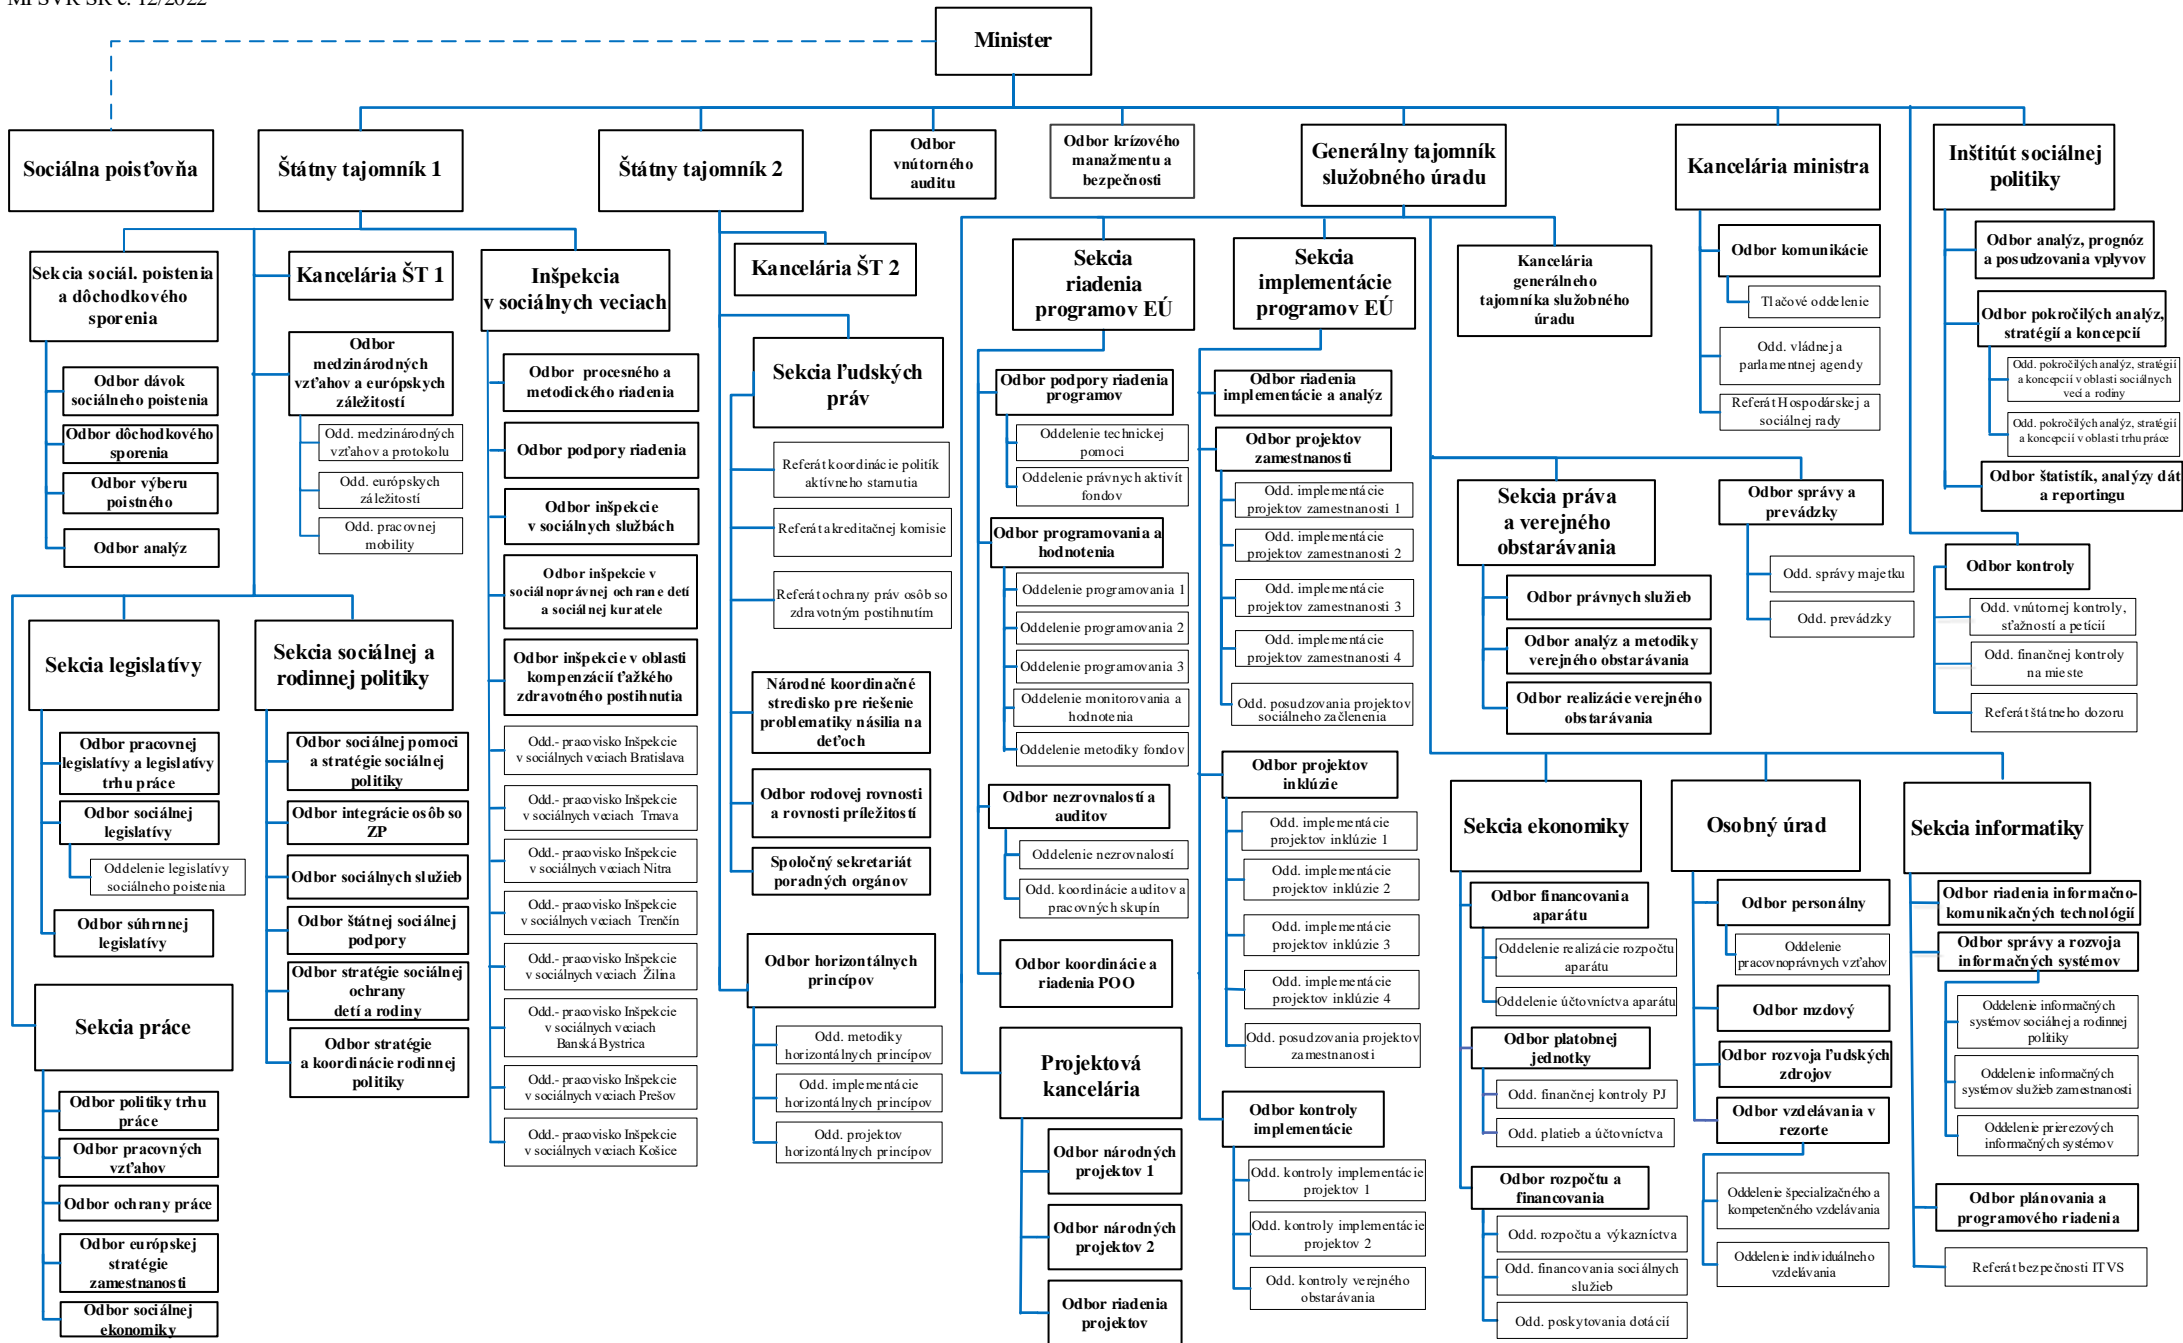 MPSVR SR č. 12/2022
Minister
Sociálna poisťovňa
Štátny tajomník 1
Štátny tajomník 2
Odbor
vnútorného
auditu
Odbor krízového
manažmentu a
bezpečnosti
Generálny tajomník
služobného úradu
Kancelária ministra
Inštitút sociálnej
politiky
Sekcia sociál. poistenia
a dôchodkového
sporenia
Odbor dávok
sociálneho poistenia
Odbor dôchodkového
sporenia
Odbor výberu
poistného
Odbor analýz
Kancelária ŠT 1
Odbor
medzinárodných
vzťahov a európskych
záležitostí
Odd. medzinárodných
vzťahov a protokolu
Odd. európskych
záležitostí
Odd. pracovnej
mobility
Sekcia legislatívy
Odbor pracovnej
legislatívy a legislatívy
trhu práce
Odbor sociálnej
legislatívy
Oddelenie legislatívy
sociálneho poistenia
Odbor súhrnnej
legislatívy
Sekcia práce
Odbor politiky trhu
práce
Odbor pracovných
vzťahov
Odbor ochrany práce
Odbor európskej
stratégie
zamestnanosti
Odbor sociálnej
ekonomiky
Sekcia sociálnej a
rodinnej politiky
Odbor sociálnej pomoci
a stratégie sociálnej
politiky
Odbor integrácie osôb so
ZP
Odbor sociálnych služieb
Odbor štátnej sociálnej
podpory
Odbor stratégie sociálnej
ochrany
detí a rodiny
Odbor stratégie
a koordinácie rodinnej
politiky
Inšpekcia
v sociálnych veciach
Odbor procesného a
metodického riadenia
Odbor podpory riadenia
Odbor inšpekcie
v sociálnych službách
Odbor inšpekcie v
sociálnoprávnej ochrane detí
a sociálnej kuratele
Odbor inšpekcie v oblasti
kompenzácií ťažkého
zdravotného postihnutia
Odd.- pracovisko Inšpekcie
v sociálnych veciach Bratislava
Odd.- pracovisko Inšpekcie
v sociálnych veciach Trnava
Odd.- pracovisko Inšpekcie
v sociálnych veciach Nitra
Odd.- pracovisko Inšpekcie
v sociálnych veciach Trenčín
Odd.- pracovisko Inšpekcie
v sociálnych veciach Žilina
Odd.- pracovisko Inšpekcie
v sociálnych veciach
Banská Bystrica
Odd.- pracovisko Inšpekcie
v sociálnych veciach Prešov
Odd.- pracovisko Inšpekcie
v sociálnych veciach Košice
Kancelária ŠT 2
Sekcia ľudských
práv
Referát koordinácie politík
aktívneho starnutia
Referát akreditačnej komisie
Referát ochrany práv osôb so
zdravotným postihnutím
Národné koordinačné
stredisko pre riešenie
problematiky násilia na
deťoch
Odbor rodovej rovnosti
a rovnosti príležitostí
Spoločný sekretariát
poradných orgánov
Odbor horizontálnych
princípov
Odd. metodiky
horizontálnych princípov
Odd. implementácie
horizontálnych princípov
Odd. projektov
horizontálnych princípov
Sekcia
riadenia
programov EÚ
Odbor podpory riadenia
programov
Oddelenie technickej
pomoci
Oddelenie právnych aktivít
fondov
Odbor programovania a
hodnotenia
Oddelenie programovania 1
Oddelenie programovania 2
Oddelenie programovania 3
Oddelenie monitorovania a
hodnotenia
Oddelenie metodiky fondov
Odbor nezrovnalostí a
auditov
Oddelenie nezrovnalostí
Odd. koordinácie auditov a
pracovných skupín
Odbor koordinácie a
riadenia POO
Projektová
kancelária
Odbor národných
projektov 1
Odbor národných
projektov 2
Odbor riadenia
projektov
Sekcia
implementácie
programov EÚ
Odbor riadenia
implementácie a analýz
Odbor projektov
zamestnanosti
Odd. implementácie
projektov zamestnanosti 1
Odd. implementácie
projektov zamestnanosti 2
Odd. implementácie
projektov zamestnanosti 3
Odd. implementácie
projektov zamestnanosti 4
Odd. posudzovania projektov
sociálneho začlenenia
Odbor projektov
inklúzie
Odd. implementácie
projektov inklúzie 1
Odd. implementácie
projektov inklúzie 2
Odd. implementácie
projektov inklúzie 3
Odd. implementácie
projektov inklúzie 4
Odd. posudzovania projektov
zamestnanosti
Odbor kontroly
implementácie
Odd. kontroly implementácie
projektov 1
Odd. kontroly implementácie
projektov 2
Odd. kontroly verejného
obstarávania
Kancelária
generálneho
tajomníka služobného
úradu
Sekcia práva
a verejného
obstarávania
Odbor právnych služieb
Odbor analýz a metodiky
verejného obstarávania
Odbor realizácie verejného
obstarávania
Odbor správy a
prevádzky
Odd. správy majetku
Odd. prevádzky
Sekcia ekonomiky
Odbor financovania
aparátu
Oddelenie realizácie rozpočtu
aparátu
Oddelenie účtovníctva aparátu
Odbor platobnej
jednotky
Odd. finančnej kontroly PJ
Odd. platieb a účtovníctva
Odbor rozpočtu a
financovania
Odd. rozpočtu a výkazníctva
Odd. financovania sociálnych
služieb
Odd. poskytovania dotácií
Osobný úrad
Odbor personálny
Oddelenie
pracovnoprávnych vzťahov
Odbor mzdový
Odbor rozvoja ľudských
zdrojov
Odbor vzdelávania v
rezorte
Oddelenie špecializačného a
kompetenčného vzdelávania
Oddelenie individuálneho
vzdelávania
Sekcia informatiky
Odbor riadenia informačno-
komunikačných technológií
Odbor správy a rozvoja
informačných systémov
Oddelenie informačných
systémov sociálnej a rodinnej
politiky
Oddelenie informačných
systémov služieb zamestnanosti
Oddelenie prierezových
informačných systémov
Odbor plánovania a
programového riadenia
Referát bezpečnosti ITVS
Odbor komunikácie
Tlačové oddelenie
Odd. vládnej a
parlamentnej agendy
Referát Hospodárskej a
sociálnej rady
Odbor analýz, prognóz
a posudzovania vplyvov
Odbor pokročilých analýz,
stratégií a koncepcií
Odd. pokročilých analýz, stratégií
a koncepcií v oblasti sociálnych
vecí a rodiny
Odd. pokročilých analýz, stratégií
a koncepcií v oblasti trhu práce
Odbor štatistík, analýzy dát
a reportingu
Odbor kontroly
Odd. vnútornej kontroly,
sťažností a petícií
Odd. finančnej kontroly
na mieste
Referát štátneho dozoru